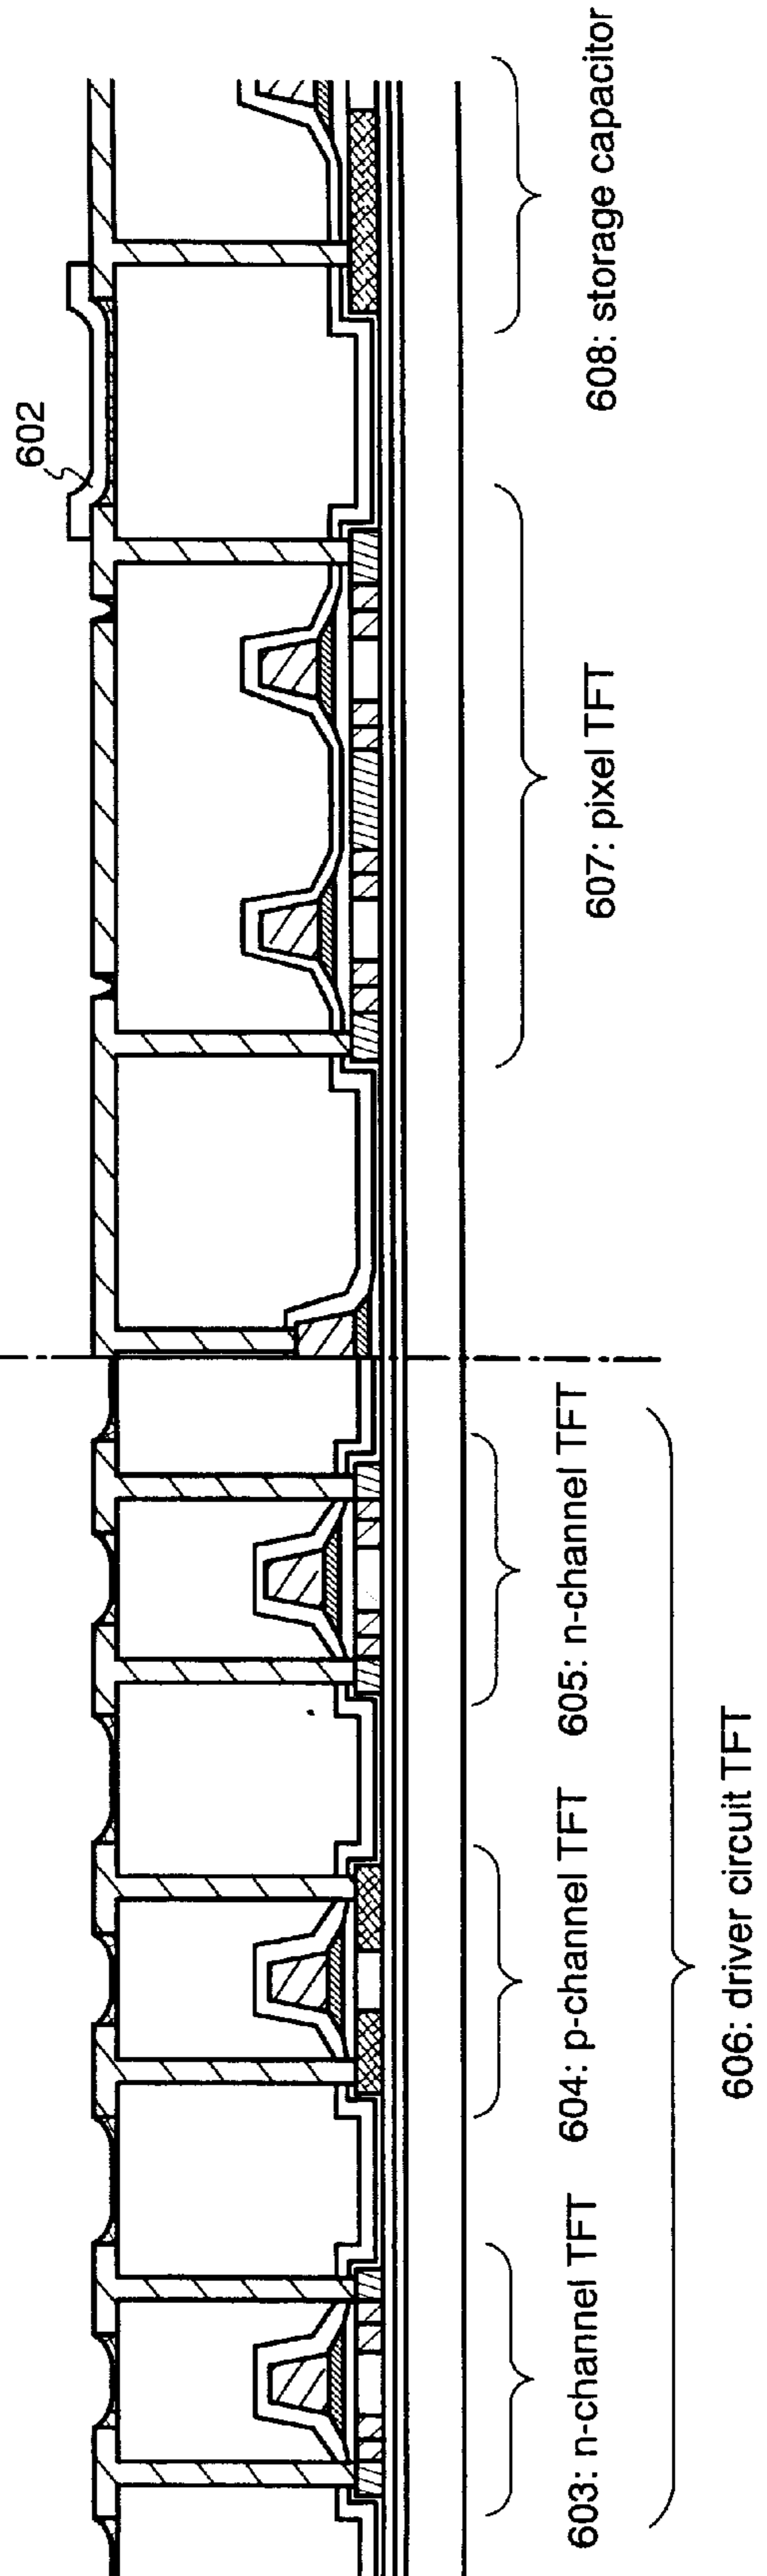 602
603: n-channel TFT
604: p-channel TFT
605: n-channel TFT
606: driver circuit TFT
607: pixel TFT
608: storage capacitor